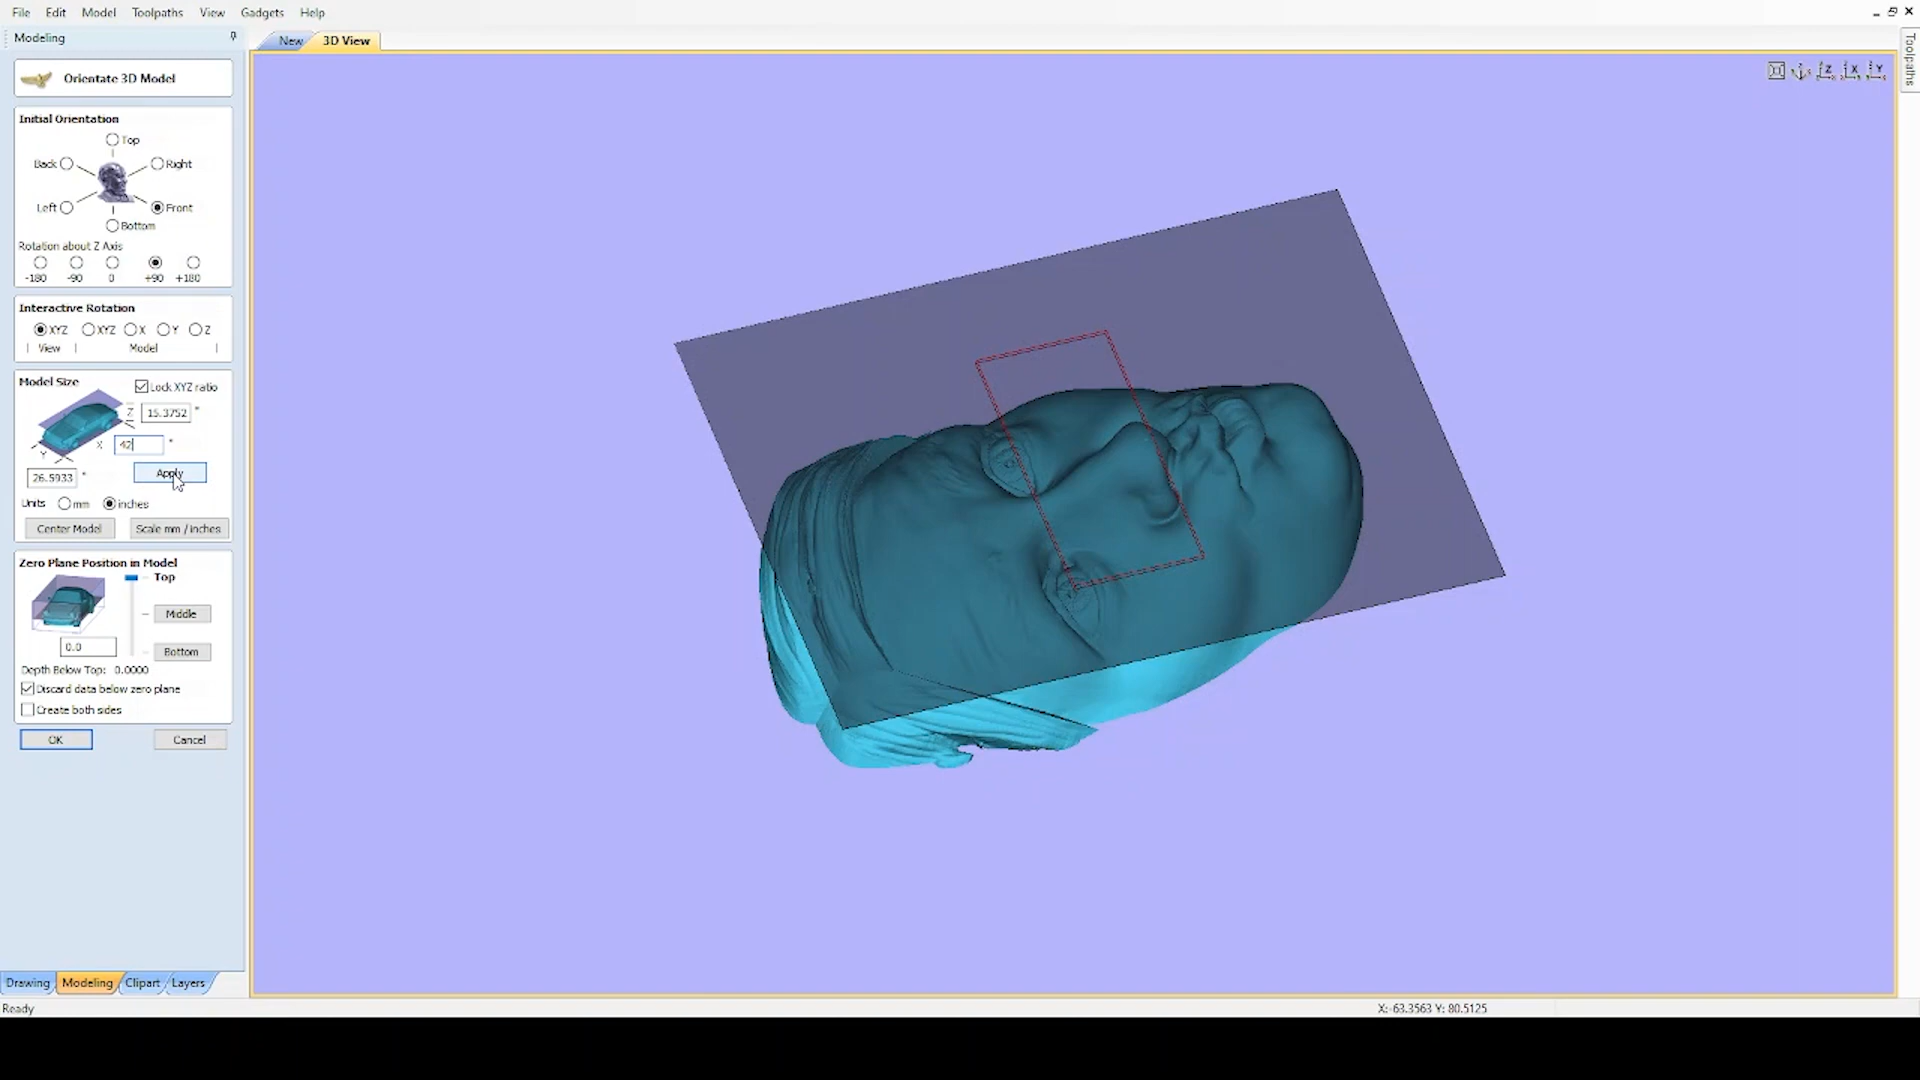 File Edit Model Toolpaths View Gadgets Help
Modeling
New 3D View
Toolpaths
Orientate 3D Model
Initial Orientation
Top
Back Right
Left Front
Bottom
Rotation about Z Axis
-180 -90 0 +90 +180
Interactive Rotation
XYZ XYZ X Y Z
| View | Model |
Model Size
Lock XYZ ratio
Z 15.3752 "
X 42 "
Y
26.5933 "
Apply
Units mm inches
Center Model Scale mm / inches
Zero Plane Position in Model
Top
Middle
0.0
Bottom
Depth Below Top: 0.0000
Discard data below zero plane
Create both sides
OK Cancel
Drawing Modeling Clipart Layers
Ready
X:-63.3563 Y: 80.5125
Z X Y